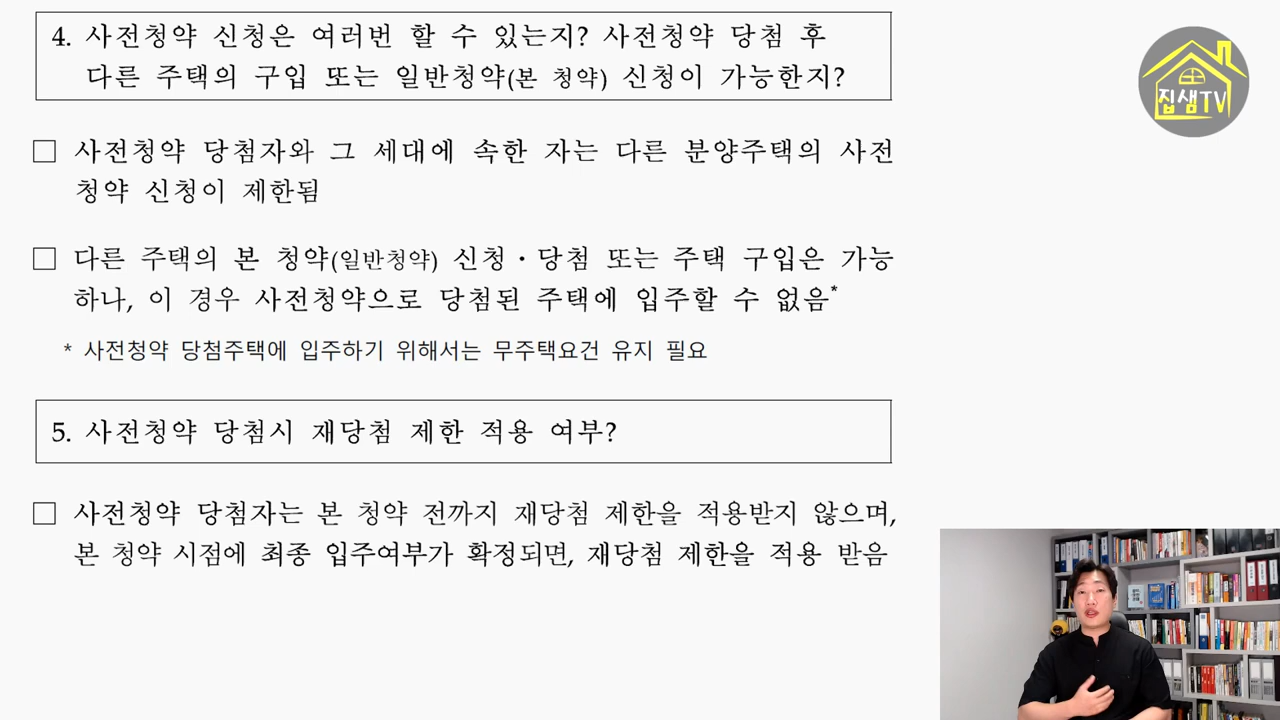 4. 사전청약 신청은 여러번 할 수 있는지? 사전청약 당첨 후
다른 주택의 구입 또는 일반청약(본 청약) 신청이 가능한지?
집샘TV
□ 사전청약 당첨자와 그 세대에 속한 자는 다른 분양주택의 사전
청약 신청이 제한됨
□ 다른 주택의 본 청약(일반청약) 신청·당첨 또는 주택 구입은 가능
하나, 이 경우 사전청약으로 당첨된 주택에 입주할 수 없음*
* 사전청약 당첨주택에 입주하기 위해서는 무주택요건 유지 필요
5. 사전청약 당첨시 재당첨 제한 적용 여부?
□ 사전청약 당첨자는 본 청약 전까지 재당첨 제한을 적용받지 않으며,
본 청약 시점에 최종 입주여부가 확정되면, 재당첨 제한을 적용 받음